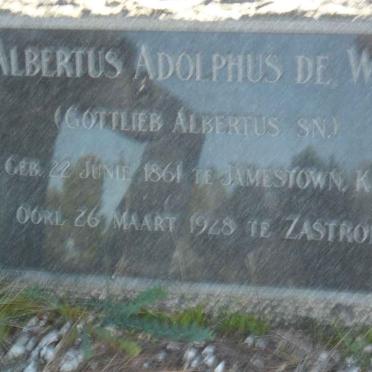 ALBERTUS ADOLPHUS DE W
(GOTTLIEB ALBERTUS SN.)
GEB. 22 JUNIE 1861 TE JAMESTOWN, K
OORL 26 MAART 1928 TE ZASTRO